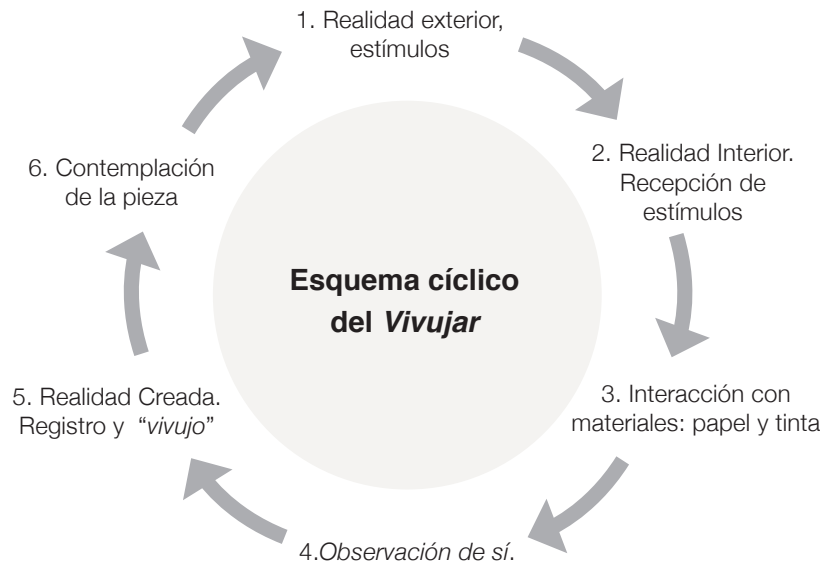 1. Realidad exterior,
estímulos
2. Realidad Interior.
Recepción de
estímulos
3. Interacción con
materiales: papel y tinta
4.Observación de sí.
5. Realidad Creada.
Registro y "vivujo"
6. Contemplación
de la pieza
Esquema cíclico
del Vivujar